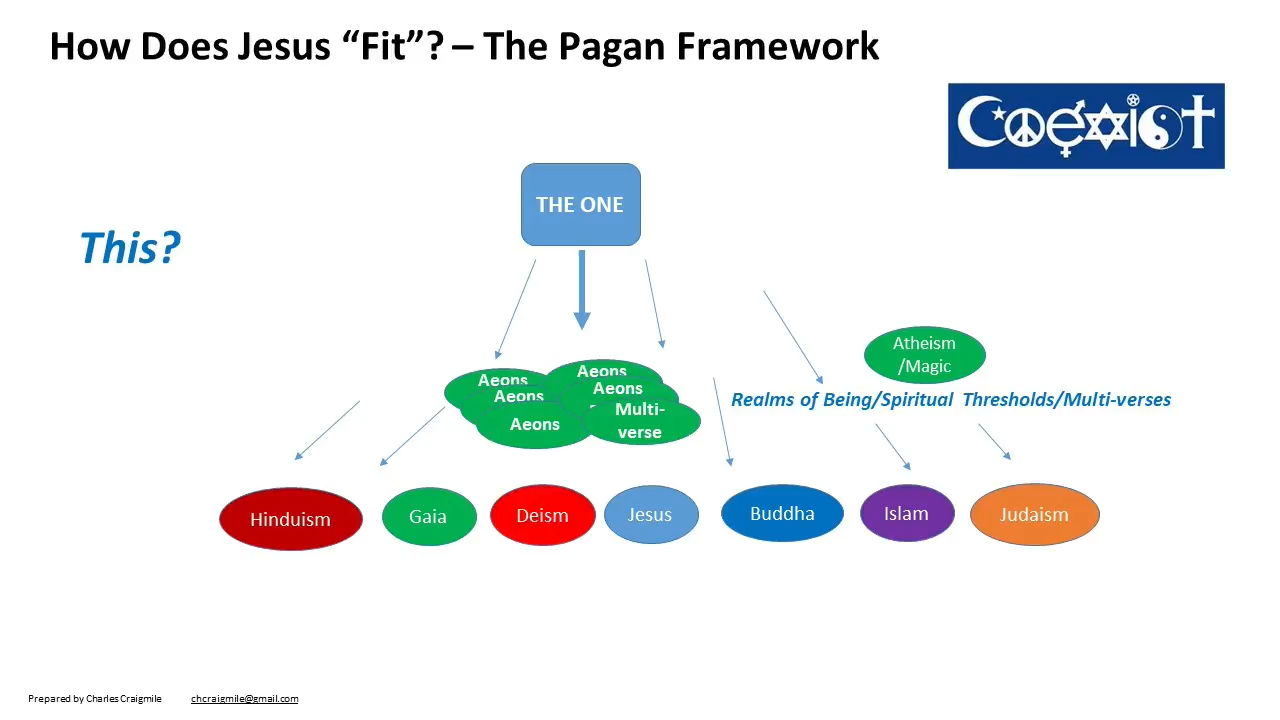 How Does Jesus “Fit”? – The Pagan Framework
Coexist
THE ONE
This?
Atheism
/Magic
Realms of Being/Spiritual Thresholds/Multi-verses
Aeons
Aeons
Aeons
Aeons
Aeons
Multi-
verse
Hinduism
Gaia
Deism
Jesus
Buddha
Islam
Judaism
Prepared by Charles Craigmile chcraigmile@gmail.com